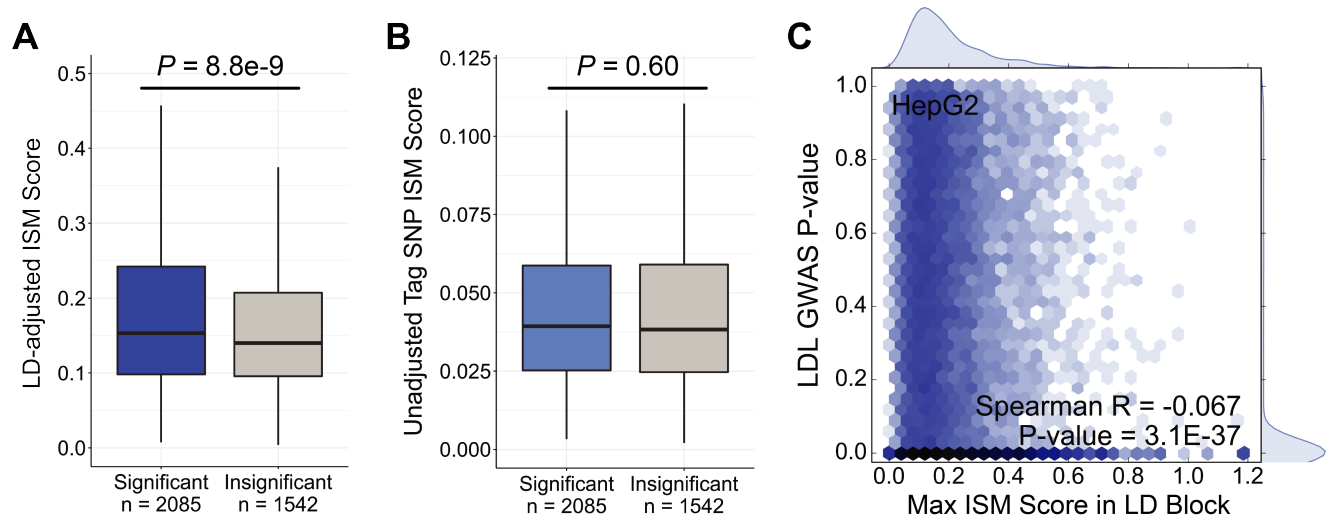 A
P = 8.8e-9
LD-adjusted ISM Score
0.5
0.4
0.3
0.2
0.1
0.0
Significant
n = 2085
Insignificant
n = 1542
B
P = 0.60
Unadjusted Tag SNP ISM Score
0.125
0.100
0.075
0.050
0.025
0.000
Significant
n = 2085
Insignificant
n = 1542
C
HepG2
LDL GWAS P-value
1.0
0.8
0.6
0.4
0.2
0.0
Spearman R = -0.067
P-value = 3.1E-37
0.0 0.2 0.4 0.6 0.8 1.0 1.2
Max ISM Score in LD Block